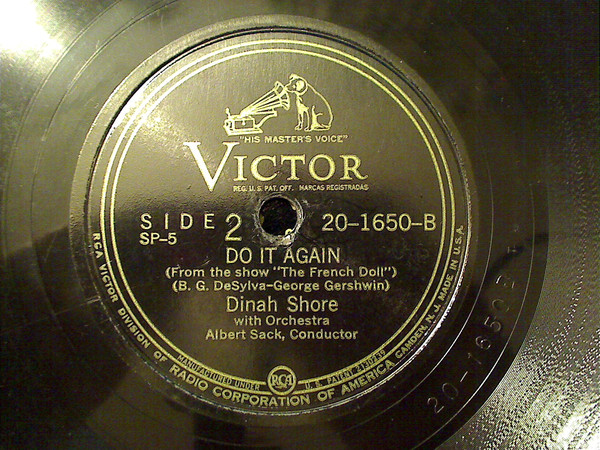 "HIS MASTER'S VOICE"
VICTOR
REG. U.S. PAT. OFF. MARCAS REGISTRADAS
SIDE 2 20-1650-B
SP-5
DO IT AGAIN
(From the show "The French Doll")
(B. G. DeSylva-George Gershwin)
Dinah Shore
with Orchestra
Albert Sack, Conductor
MANUFACTURED UNDER RCA U. S. PATENT 2130239
RCA VICTOR DIVISION OF RADIO CORPORATION OF AMERICA CAMDEN, N. J. MADE IN U.S.A.
20-1650